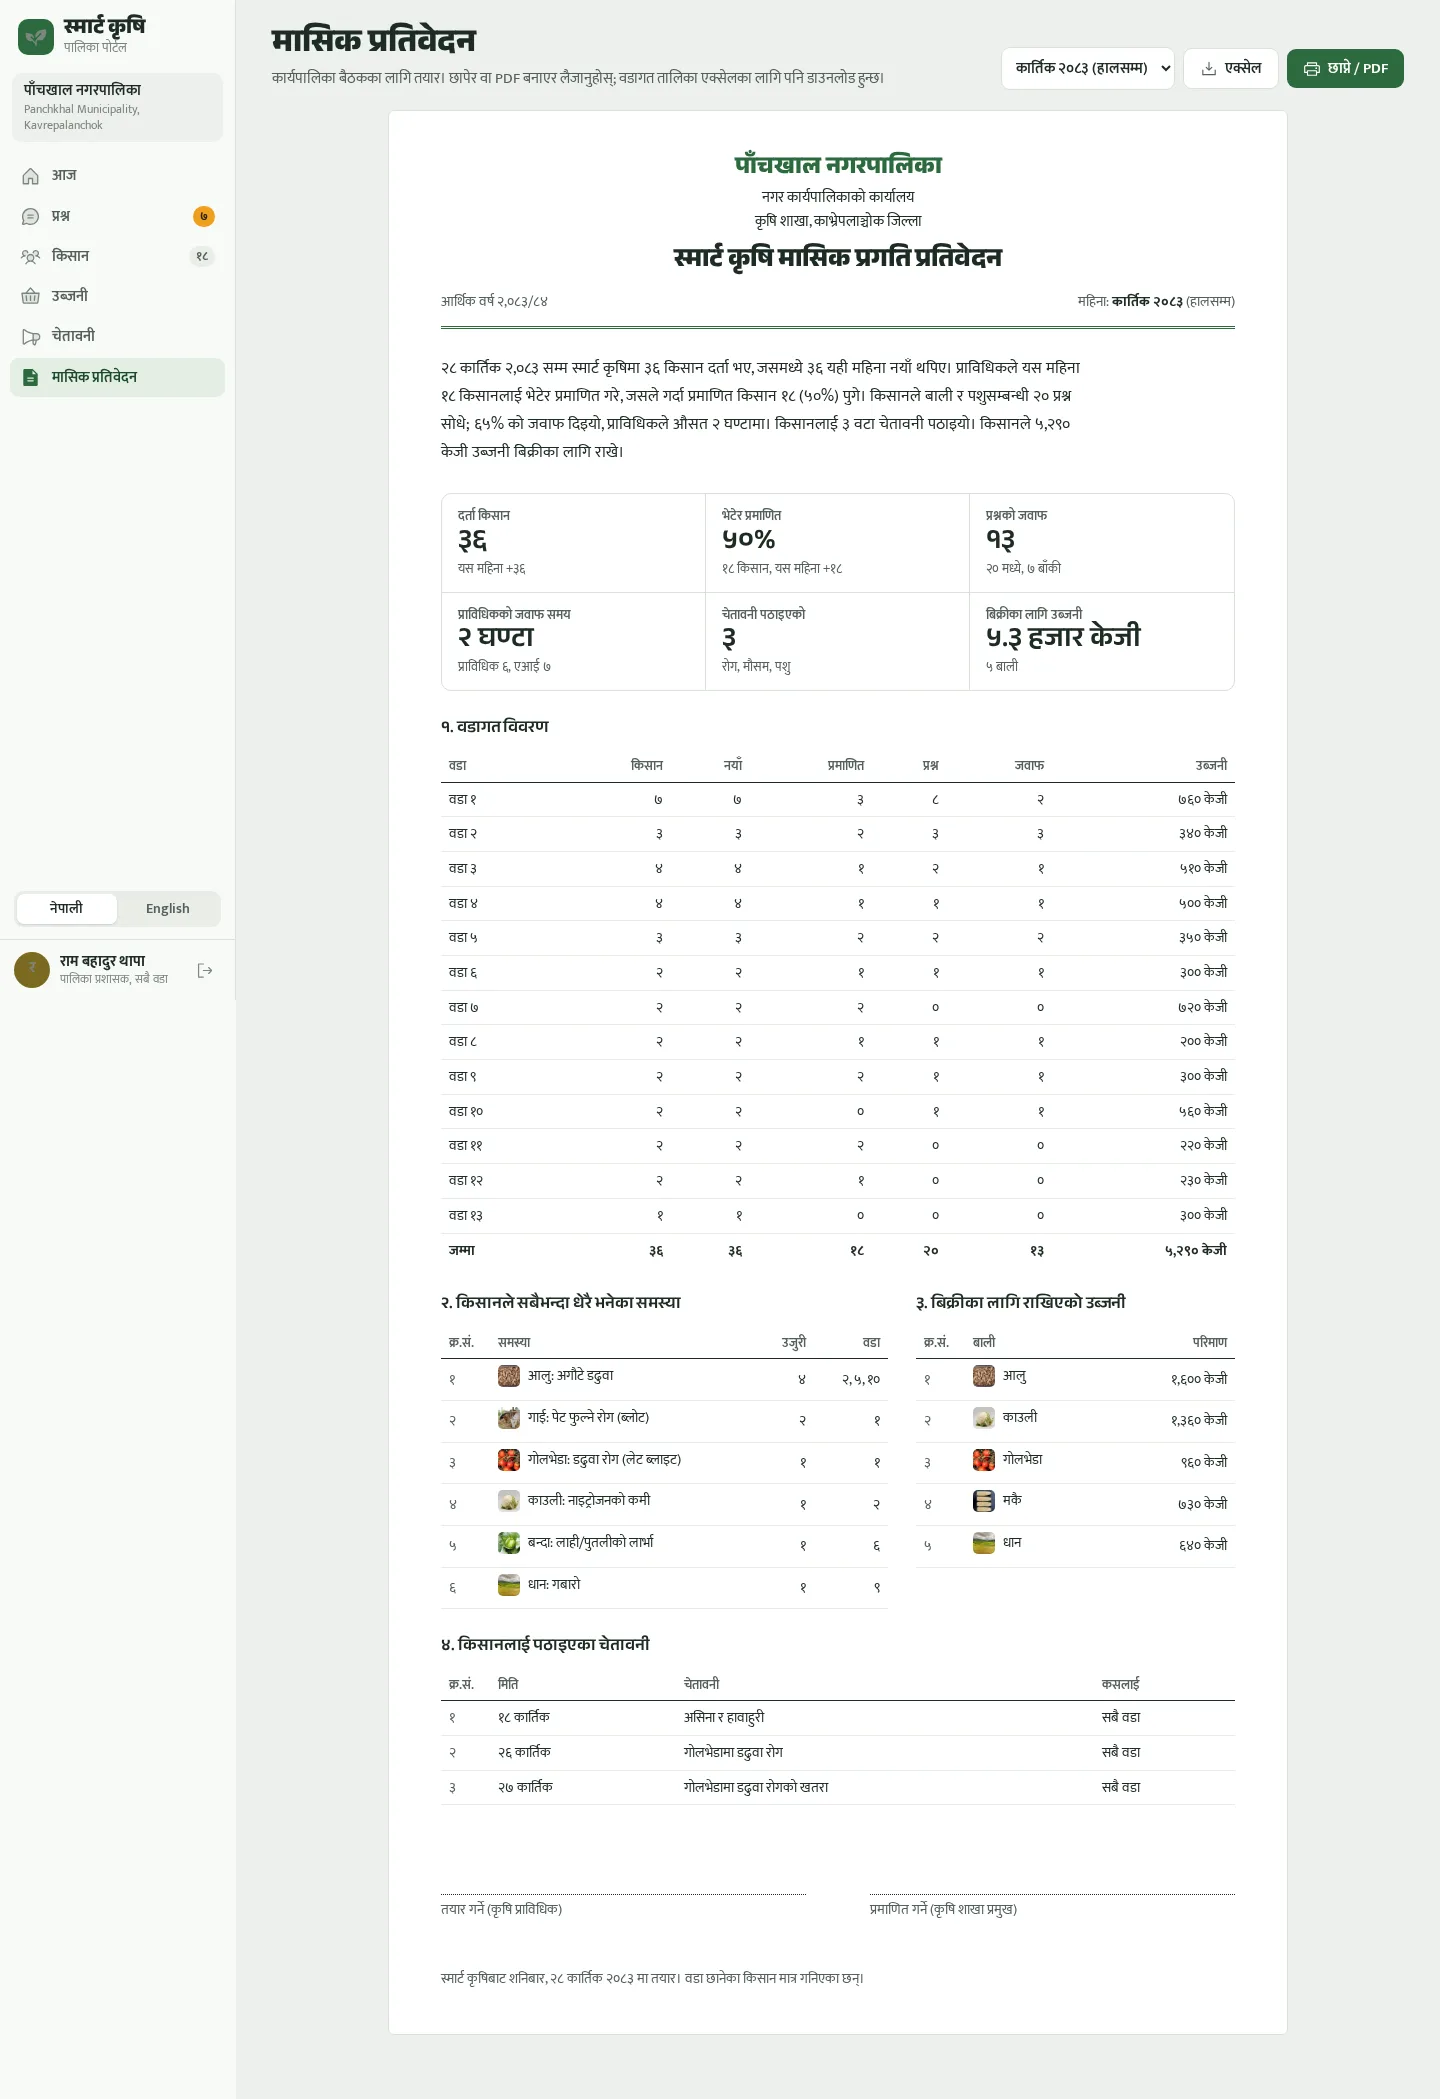 स्मार्ट कृषि
पालिका पोर्टल
पाँचखाल नगरपालिका
Panchkhal Municipality,
Kavrepalanchok
आज
प्रश्न ७
किसान १८
उब्जनी
चेतावनी
मासिक प्रतिवेदन
नेपाली English
र
राम बहादुर थापा
पालिका प्रशासक, सबै वडा
मासिक प्रतिवेदन
कार्यपालिका बैठकका लागि तयार। छापेर वा PDF बनाएर लैजानुहोस्; वडागत तालिका एक्सेलका लागि पनि डाउनलोड हुन्छ।
कार्तिक २०८३ (हालसम्म) एक्सेल छाप्ने / PDF
पाँचखाल नगरपालिका
नगर कार्यपालिकाको कार्यालय
कृषि शाखा, काभ्रेपलाञ्चोक जिल्ला
स्मार्ट कृषि मासिक प्रगति प्रतिवेदन
आर्थिक वर्ष २,०८३/८४ महिना: कार्तिक २०८३ (हालसम्म)
२८ कार्तिक २,०८३ सम्म स्मार्ट कृषिमा ३६ किसान दर्ता भए, जसमध्ये ३६ यही महिना नयाँ थपिए। प्राविधिकले यस महिना
१८ किसानलाई भेटेर प्रमाणित गरे, जसले गर्दा प्रमाणित किसान १८ (५०%) पुगे। किसानले बाली र पशुसम्बन्धी २० प्रश्न
सोधे; ६५% को जवाफ दिइयो, प्राविधिकले औसत २ घण्टामा। किसानलाई ३ वटा चेतावनी पठाइयो। किसानले ५,२९०
केजी उब्जनी बिक्रीका लागि राखे।
दर्ता किसान भेटेर प्रमाणित प्रश्नको जवाफ
३६ ५०% १३
यस महिना +३६ १८ किसान, यस महिना +१८ २० मध्ये, ७ बाँकी
प्राविधिकको जवाफ समय चेतावनी पठाइएको बिक्रीका लागि उब्जनी
२ घण्टा ३ ५.३ हजार केजी
प्राविधिक ६, एआई ७ रोग, मौसम, पशु ५ बाली
१. वडागत विवरण
वडा किसान नयाँ प्रमाणित प्रश्न जवाफ उब्जनी
वडा १ ७ ७ ३ ८ २ ७६० केजी
वडा २ ३ ३ २ ३ ३ ३४० केजी
वडा ३ ४ ४ १ २ १ ५१० केजी
वडा ४ ४ ४ १ १ १ ५०० केजी
वडा ५ ३ ३ २ २ २ ३५० केजी
वडा ६ २ २ १ १ १ ३०० केजी
वडा ७ २ २ २ ० ० ७२० केजी
वडा ८ २ २ १ १ १ २०० केजी
वडा ९ २ २ २ १ १ ३०० केजी
वडा १० २ २ ० १ १ ५६० केजी
वडा ११ २ २ २ ० ० २२० केजी
वडा १२ २ २ १ ० ० २३० केजी
वडा १३ १ १ ० ० ० ३०० केजी
जम्मा ३६ ३६ १८ २० १३ ५,२९० केजी
२. किसानले सबैभन्दा धेरै भनेका समस्या
क्र.सं. समस्या उजुरी वडा
१ आलु: अगौटे डढुवा ४ २, ५, १०
२ गाई: पेट फुल्ने रोग (ब्लोट) २ १
३ गोलभेडा: डढुवा रोग (लेट ब्लाइट) १ १
४ काउली: नाइट्रोजनको कमी १ २
५ बन्दा: लाही/पुतलीको लार्भा १ ६
६ धान: गबारो १ ९
३. बिक्रीका लागि राखिएको उब्जनी
क्र.सं. बाली परिमाण
१ आलु १,६०० केजी
२ काउली १,३६० केजी
३ गोलभेडा ९६० केजी
४ मकै ७३० केजी
५ धान ६४० केजी
४. किसानलाई पठाइएका चेतावनी
क्र.सं. मिति चेतावनी कसलाई
१ १८ कार्तिक असिना र हावाहुरी सबै वडा
२ २६ कार्तिक गोलभेडामा डढुवा रोग सबै वडा
३ २७ कार्तिक गोलभेडामा डढुवा रोगको खतरा सबै वडा
तयार गर्ने (कृषि प्राविधिक) प्रमाणित गर्ने (कृषि शाखा प्रमुख)
स्मार्ट कृषिबाट शनिबार, २८ कार्तिक २०८३ मा तयार। वडा छानेका किसान मात्र गनिएका छन्।